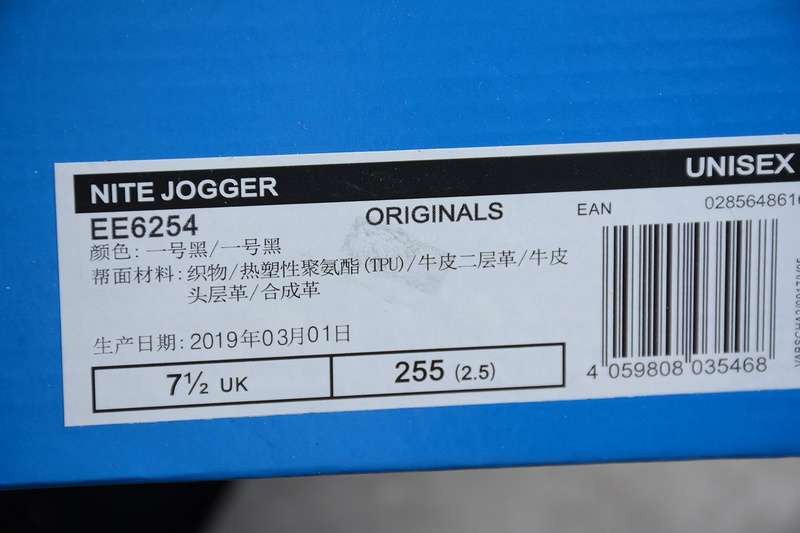 NITE JOGGER UNISEX
EE6254 ORIGINALS EAN 028564861
颜色: 一号黑/一号黑
帮面材料: 织物/热塑性聚氨酯(TPU)/牛皮二层革/牛皮
头层革/合成革
生产日期: 2019年03月01日
7½ UK 255 (2.5)
4 059808 035468